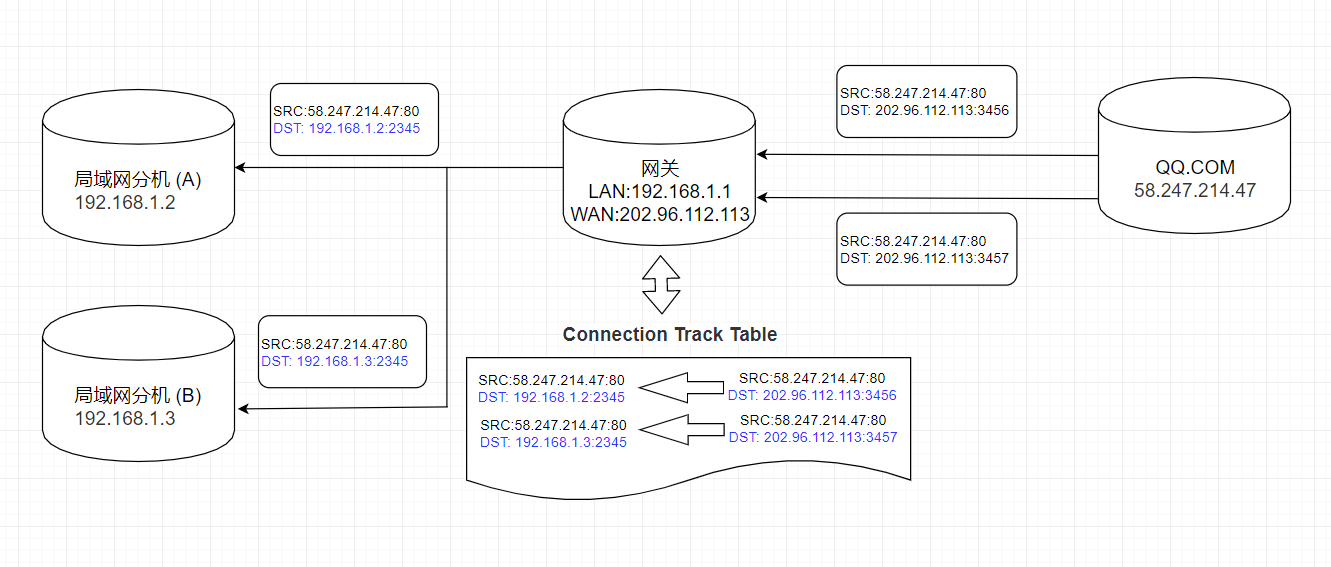 SRC:58.247.214.47:80
DST: 192.168.1.2:2345
局域网分机 (A)
192.168.1.2
网关
LAN:192.168.1.1
WAN:202.96.112.113
SRC:58.247.214.47:80
DST: 202.96.112.113:3456
QQ.COM
58.247.214.47
SRC:58.247.214.47:80
DST: 202.96.112.113:3457
SRC:58.247.214.47:80
DST: 192.168.1.3:2345
局域网分机 (B)
192.168.1.3
Connection Track Table
SRC:58.247.214.47:80
DST: 192.168.1.2:2345
SRC:58.247.214.47:80
DST: 202.96.112.113:3456
SRC:58.247.214.47:80
DST: 192.168.1.3:2345
SRC:58.247.214.47:80
DST: 202.96.112.113:3457